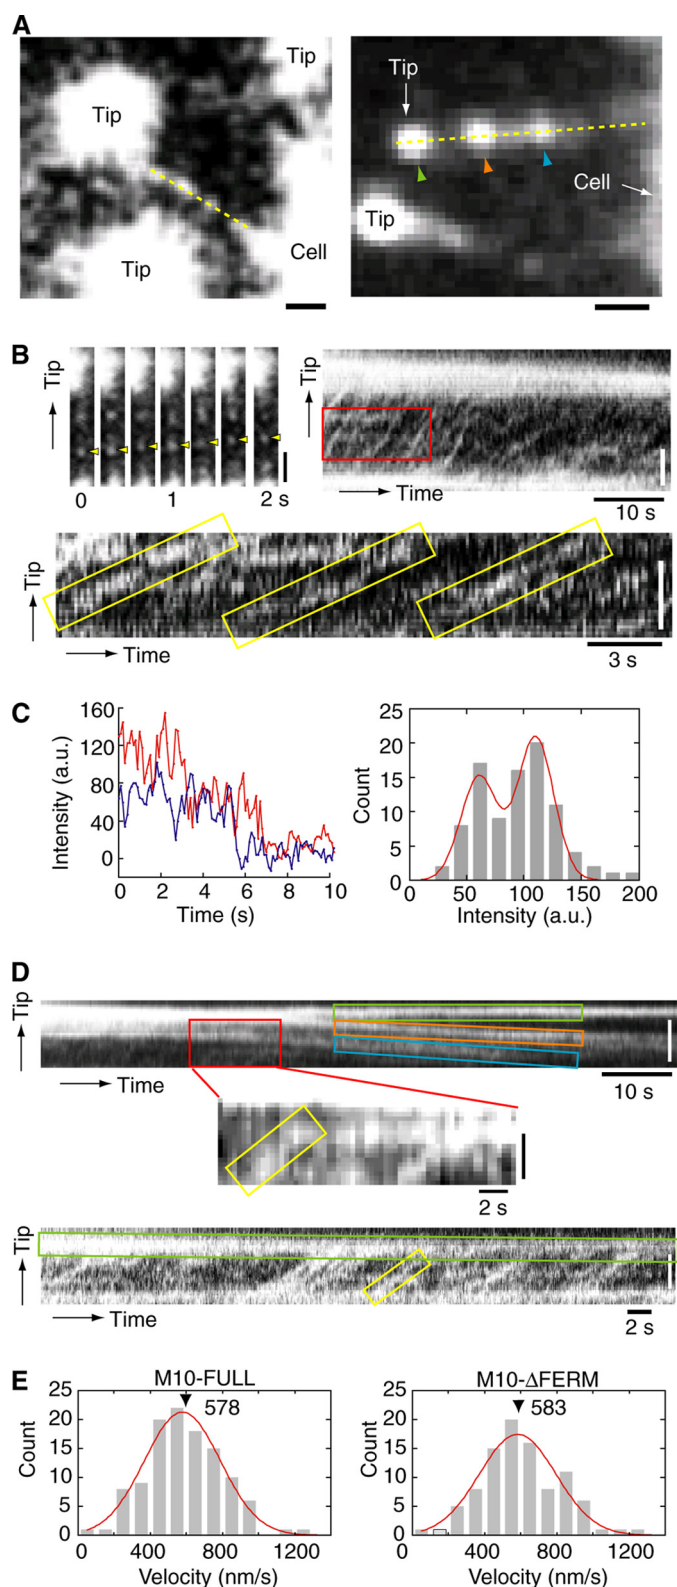 A
Tip
Tip
Tip
Cell
Tip
Tip
Cell
B
Tip
0 1 2 s
Tip
Time
10 s
Tip
Time
3 s
C
Intensity (a.u.)
160
120
80
40
0
0 2 4 6 8 10
Time (s)
Count
25
20
15
10
5
0
0 50 100 150 200
Intensity (a.u.)
D
Tip
Time
10 s
2 s
Tip
Time
2 s
E
M10-FULL
578
Count
25
20
15
10
5
0
400 800 1200
Velocity (nm/s)
M10-ΔFERM
583
Count
25
20
15
10
5
0
400 800 1200
Velocity (nm/s)